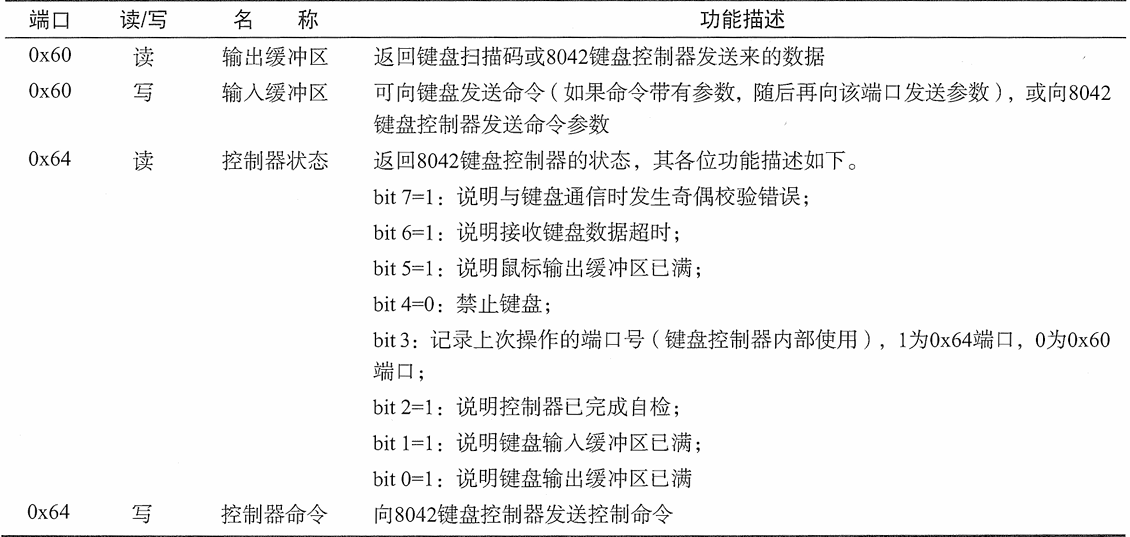 端口 读/写 名 称 功能描述
0x60 读 输出缓冲区 返回键盘扫描码或8042键盘控制器发送来的数据
0x60 写 输入缓冲区 可向键盘发送命令（如果命令带有参数，随后再向该端口发送参数），或向8042
键盘控制器发送命令参数
0x64 读 控制器状态 返回8042键盘控制器的状态，其各位功能描述如下。
bit 7=1：说明与键盘通信时发生奇偶校验错误；
bit 6=1：说明接收键盘数据超时；
bit 5=1：说明鼠标输出缓冲区已满；
bit 4=0：禁止键盘；
bit 3：记录上次操作的端口号（键盘控制器内部使用），1为0x64端口，0为0x60
端口；
bit 2=1：说明控制器已完成自检；
bit 1=1：说明键盘输入缓冲区已满；
bit 0=1：说明键盘输出缓冲区已满
0x64 写 控制器命令 向8042键盘控制器发送控制命令